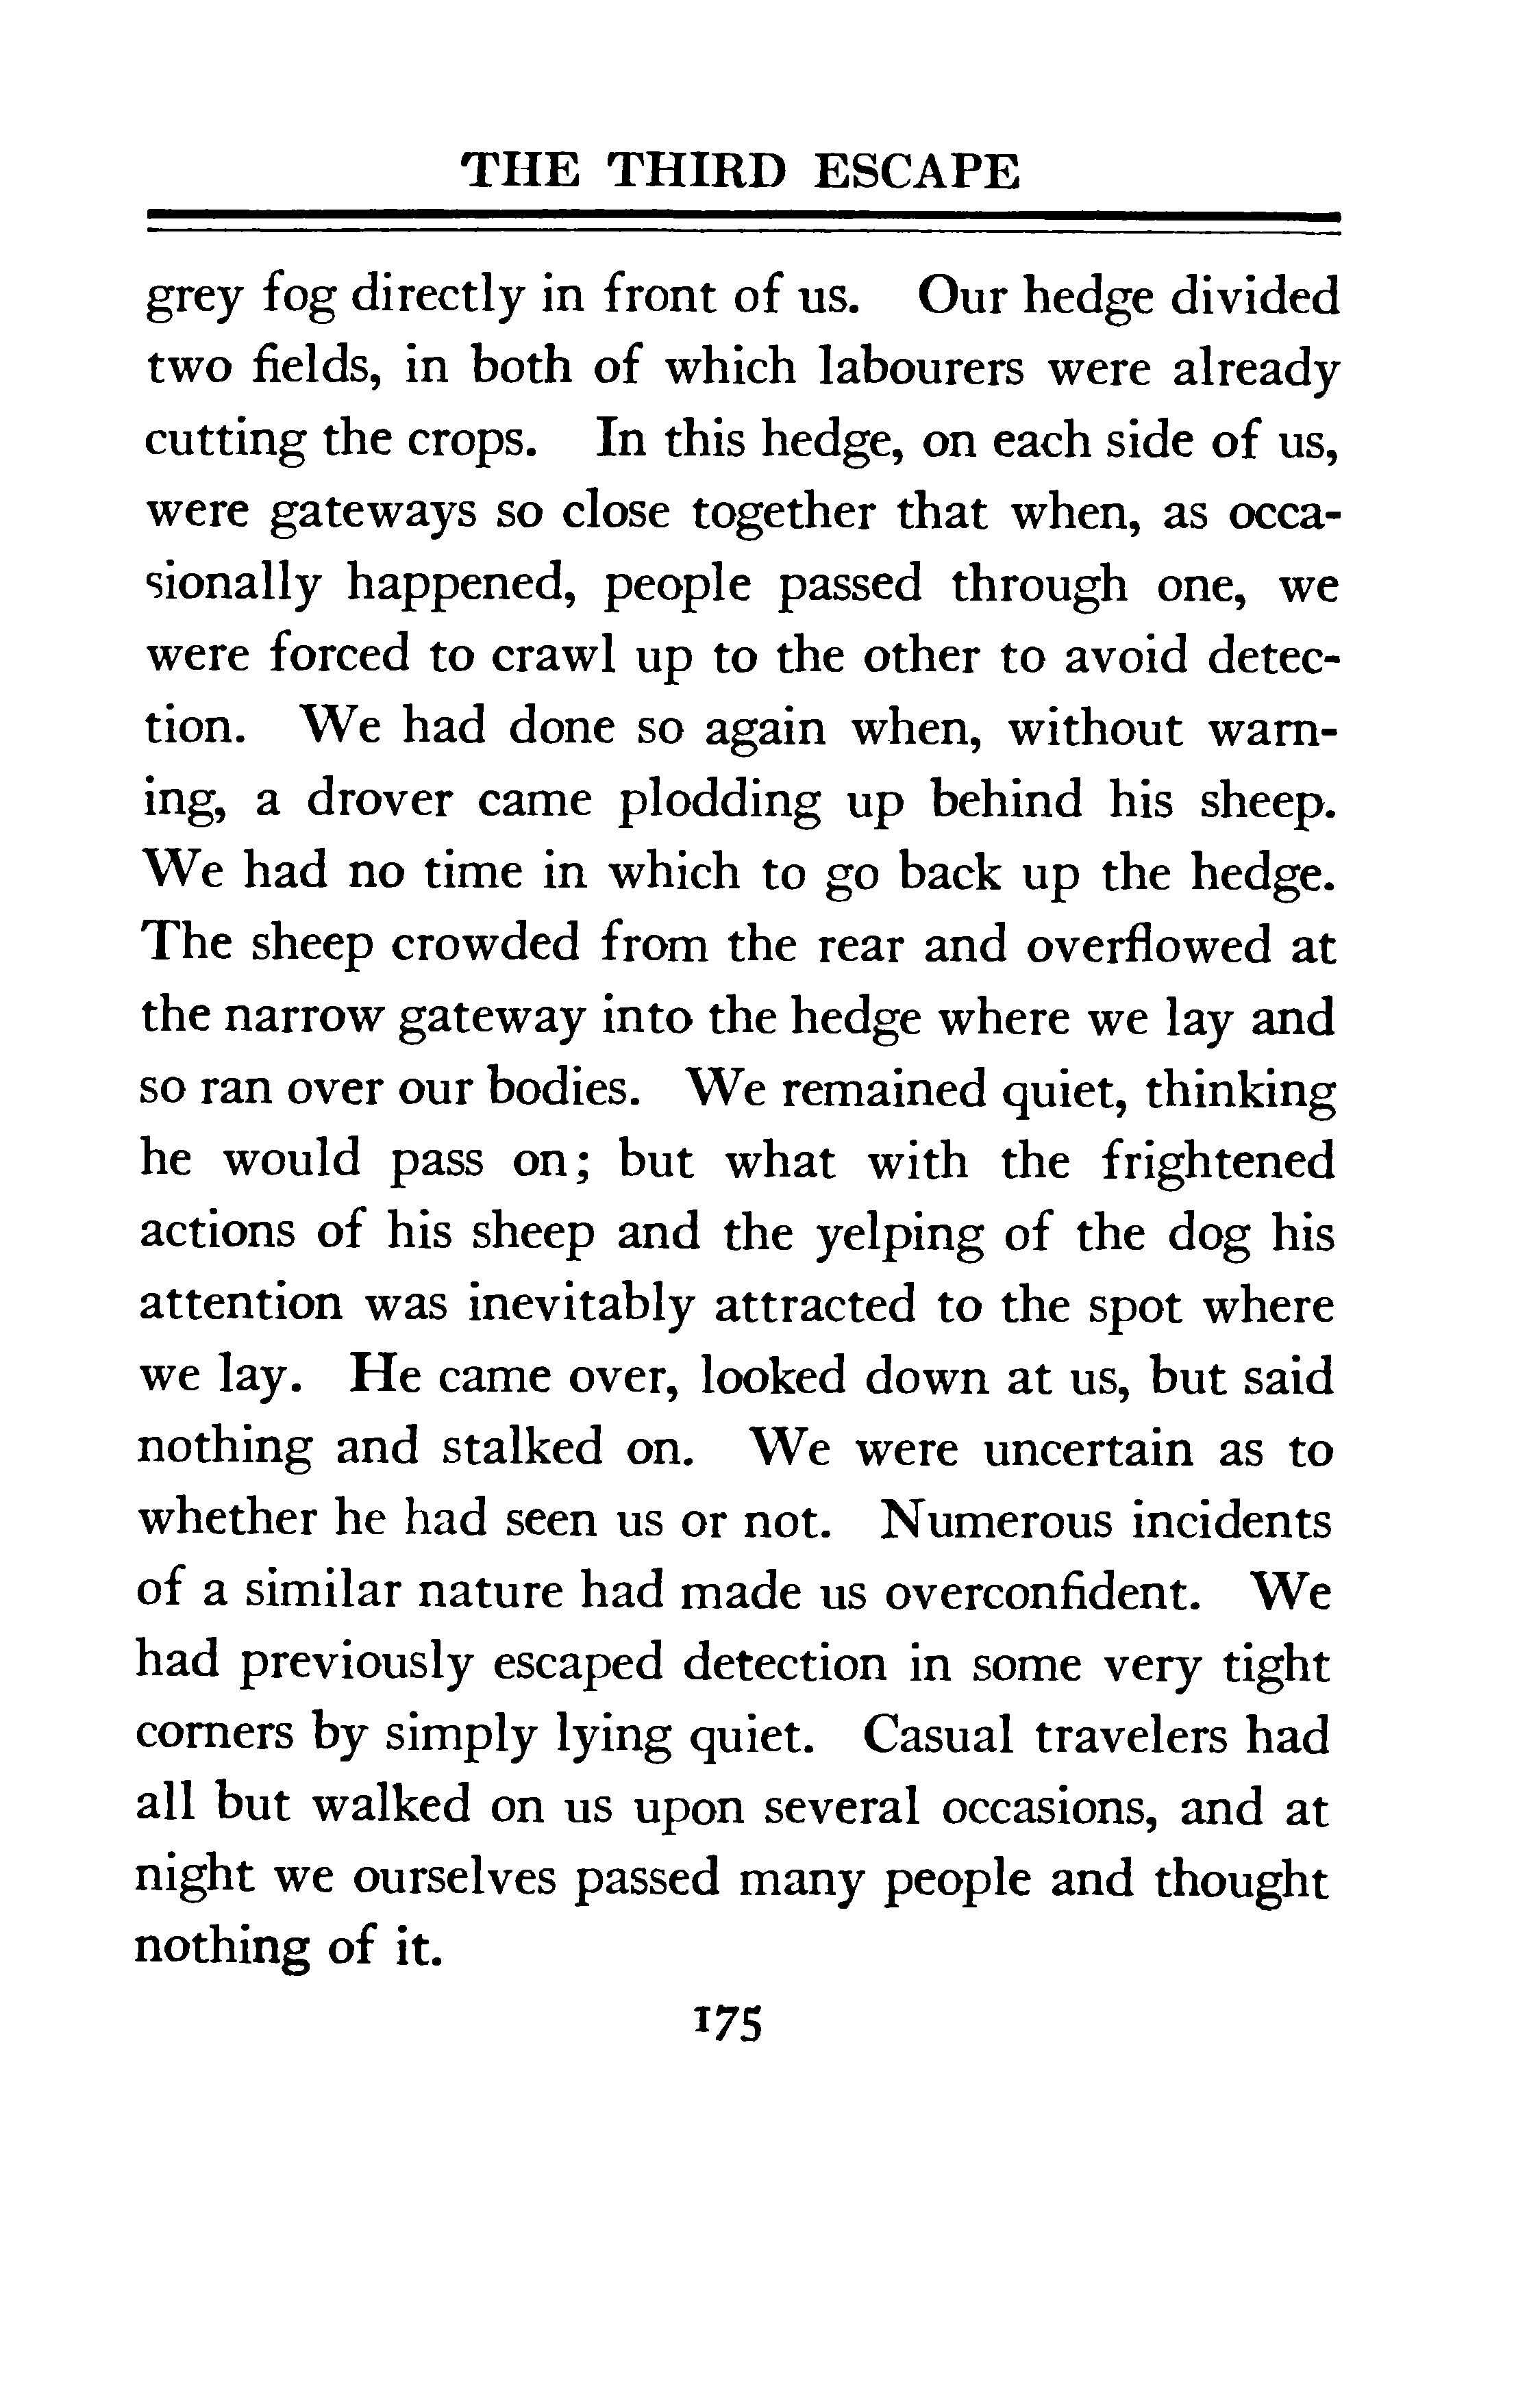 THE THIRD ESCAPE
grey fog directly in front of us. Our hedge divided
two fields, in both of which labourers were already
cutting the crops. In this hedge, on each side of us,
were gateways so close together that when, as occa-
sionally happened, people passed through one, we
were forced to crawl up to the other to avoid detec-
tion. We had done so again when, without warn-
ing, a drover came plodding up behind his sheep.
We had no time in which to go back up the hedge.
The sheep crowded from the rear and overflowed at
the narrow gateway into the hedge where we lay and
so ran over our bodies. We remained quiet, thinking
he would pass on; but what with the frightened
actions of his sheep and the yelping of the dog his
attention was inevitably attracted to the spot where
we lay. He came over, looked down at us, but said
nothing and stalked on. We were uncertain as to
whether he had seen us or not. Numerous incidents
of a similar nature had made us overconfident. We
had previously escaped detection in some very tight
corners by simply lying quiet. Casual travelers had
all but walked on us upon several occasions, and at
night we ourselves passed many people and thought
nothing of it.
175